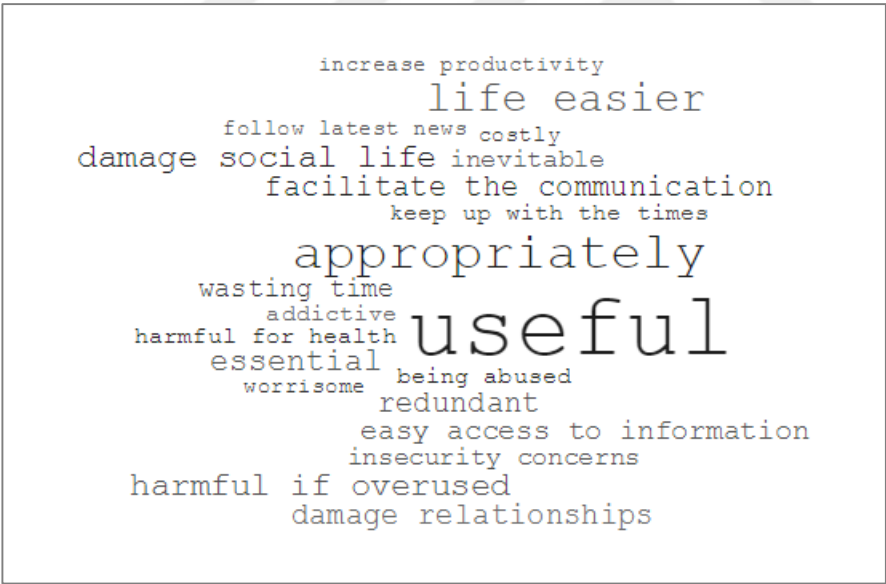 increase productivity
life easier
follow latest news costly
damage social life inevitable
facilitate the communication
keep up with the times
appropriately
wasting time
addictive
useful
harmful for health
essential
being abused
worrisome
redundant
easy access to information
insecurity concerns
harmful if overused
damage relationships